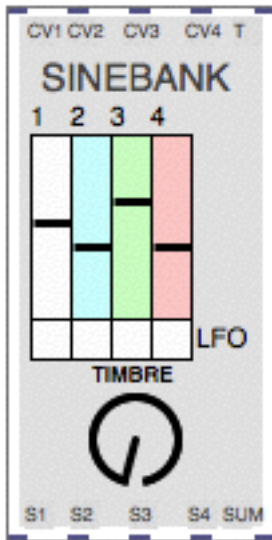 CV1 CV2 CV3 CV4 T
SINEBANK
1 2 3 4
LFO
TIMBRE
S1 S2 S3 S4 SUM